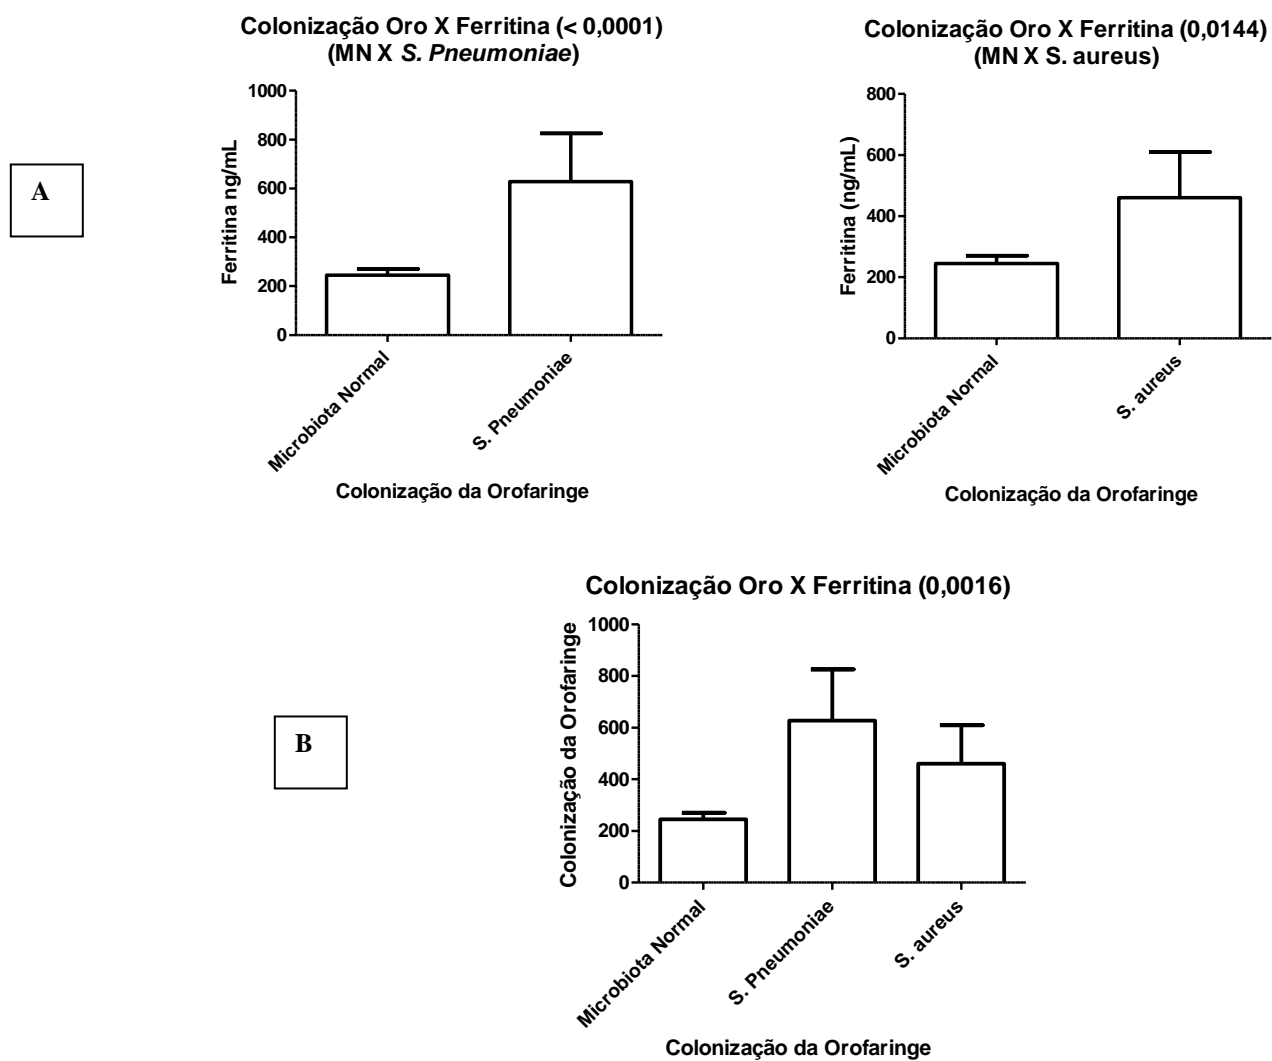 A
Colonização Oro X Ferritina (< 0,0001)
(MN X S. Pneumoniae)
Ferritina ng/mL
1000
800
600
400
200
0
Microbiota Normal
S. Pneumoniae
Colonização da Orofaringe
Colonização Oro X Ferritina (0,0144)
(MN X S. aureus)
Ferritina (ng/mL)
800
600
400
200
0
Microbiota Normal
S. aureus
Colonização da Orofaringe
B
Colonização Oro X Ferritina (0,0016)
Colonização da Orofaringe
1000
800
600
400
200
0
Microbiota Normal
S. Pneumoniae
S. aureus
Colonização da Orofaringe